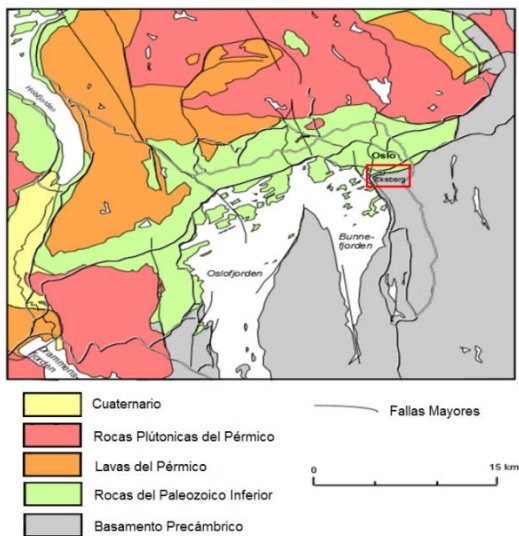 Holsfjorden
Oslo
Ekeberg
Bunne-
fjorden
Oslofjorden
Drammens-
fjorden
Cuaternario
Fallas Mayores
Rocas Plútonicas del Pérmico
Lavas del Pérmico
0 15 km
Rocas del Paleozoico Inferior
Basamento Precámbrico